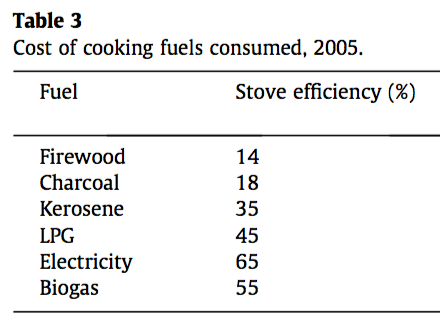 Table 3
Cost of cooking fuels consumed, 2005.
Fuel Stove efficiency (%)
Firewood 14
Charcoal 18
Kerosene 35
LPG 45
Electricity 65
Biogas 55